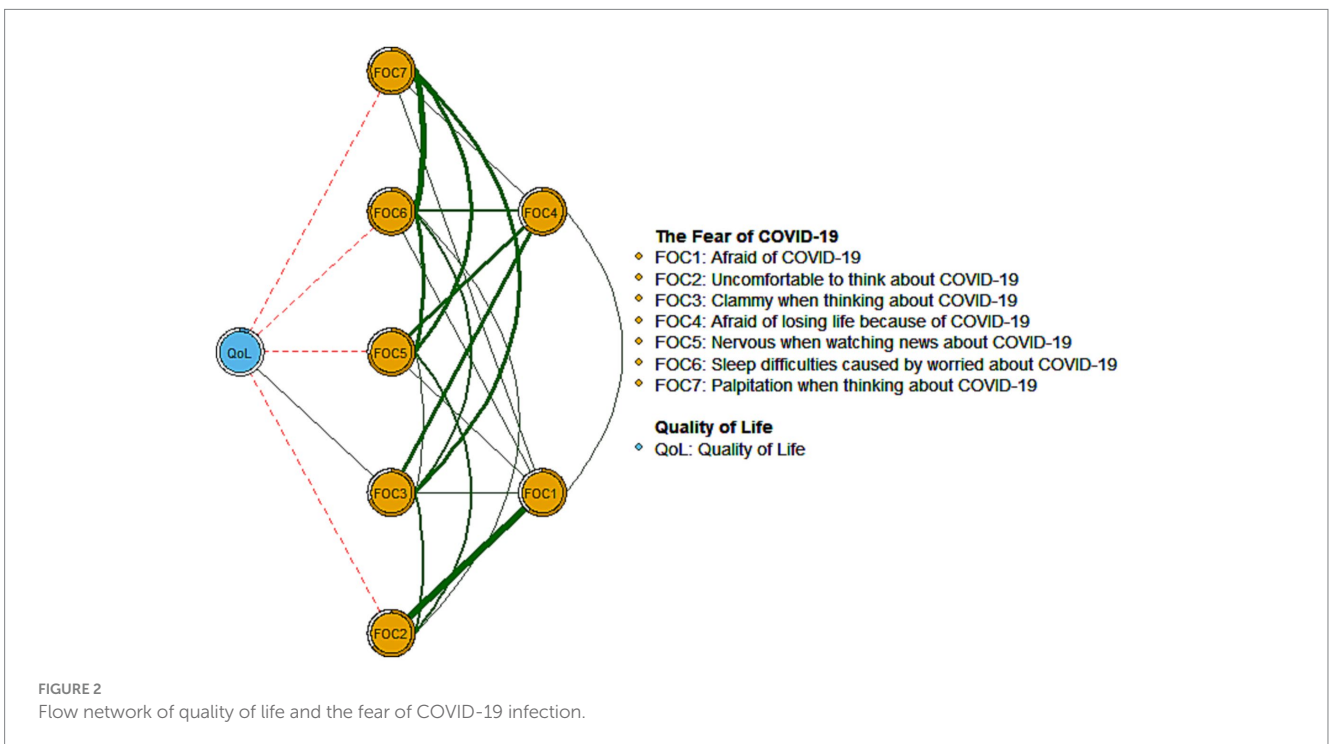 FOC7
FOC6
FOC4
QoL
FOC5
FOC3
FOC1
FOC2
The Fear of COVID-19
FOC1: Afraid of COVID-19
FOC2: Uncomfortable to think about COVID-19
FOC3: Clammy when thinking about COVID-19
FOC4: Afraid of losing life because of COVID-19
FOC5: Nervous when watching news about COVID-19
FOC6: Sleep difficulties caused by worried about COVID-19
FOC7: Palpitation when thinking about COVID-19
Quality of Life
QoL: Quality of Life
FIGURE 2
Flow network of quality of life and the fear of COVID-19 infection.